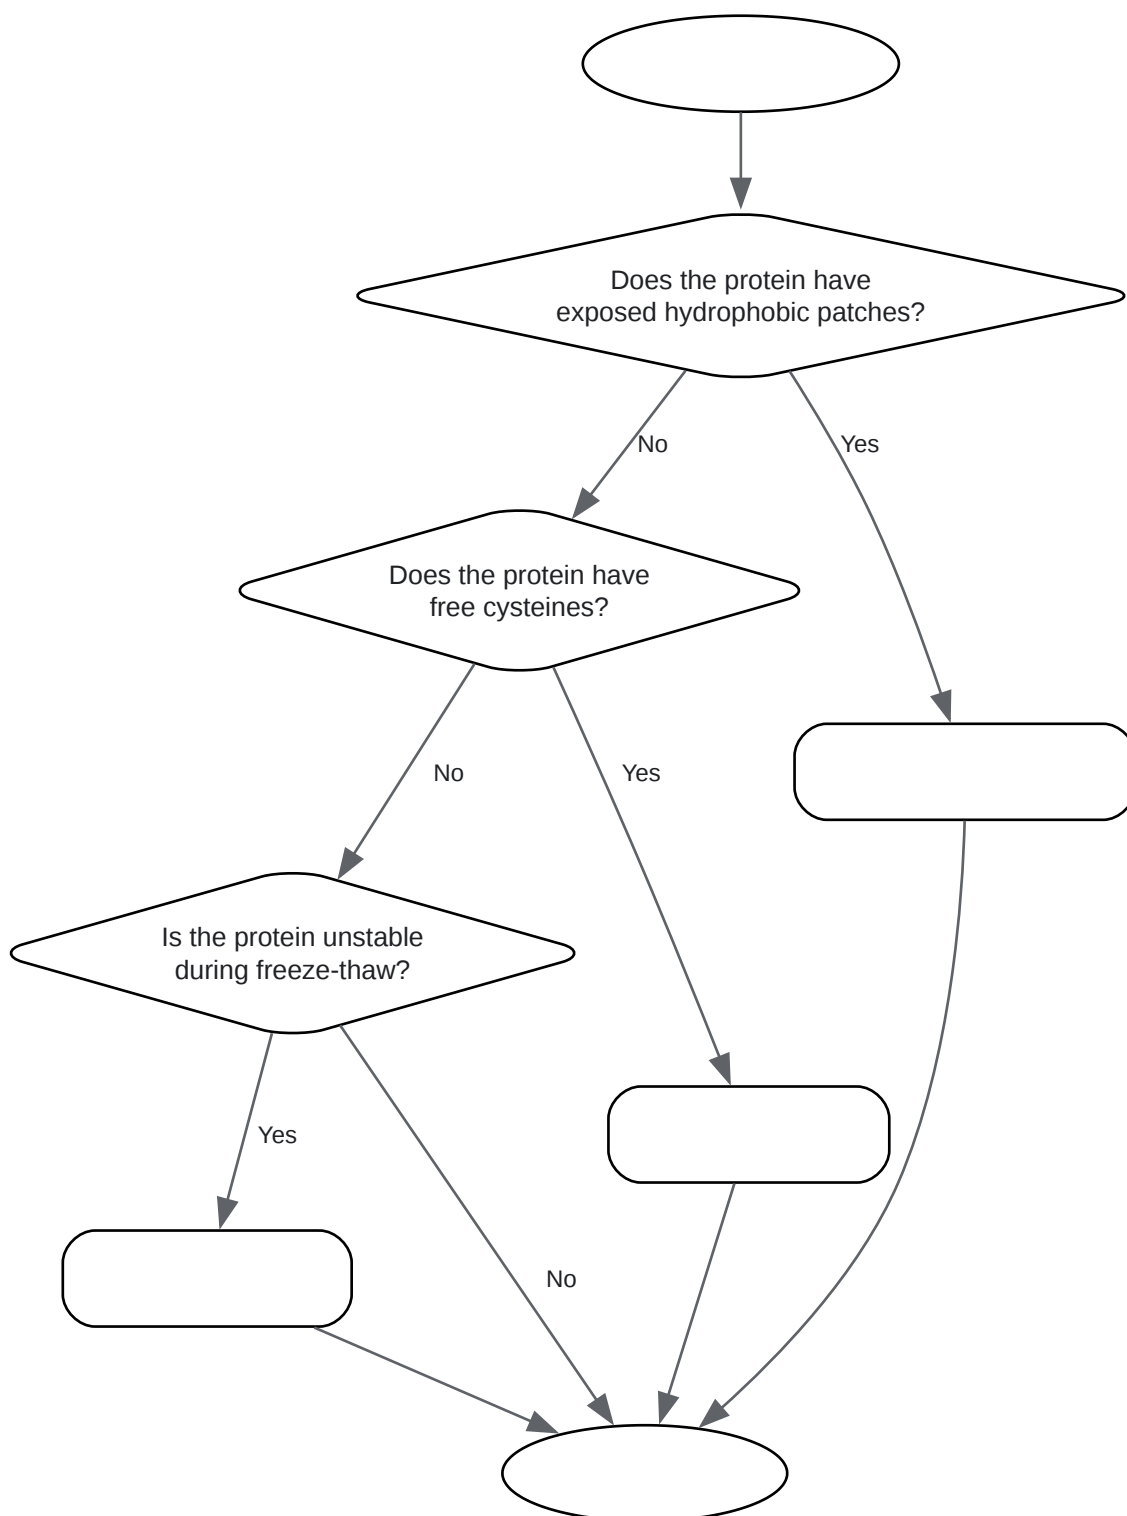 Does the protein have
exposed hydrophobic patches?
No
Yes
Does the protein have
free cysteines?
No
Yes
Is the protein unstable
during freeze-thaw?
Yes
No